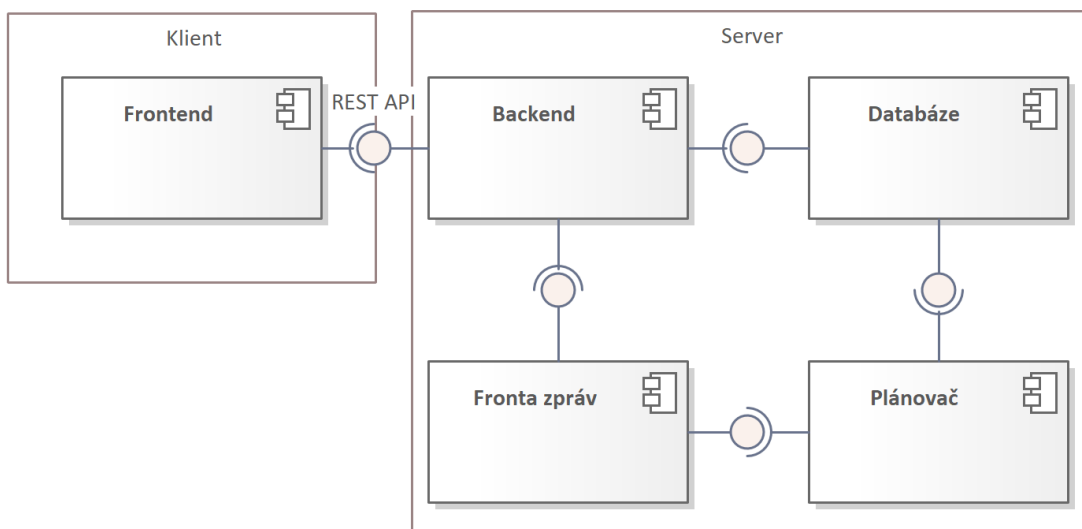 Klient
Server
Frontend
REST API
Backend
Databáze
Fronta zpráv
Plánovač